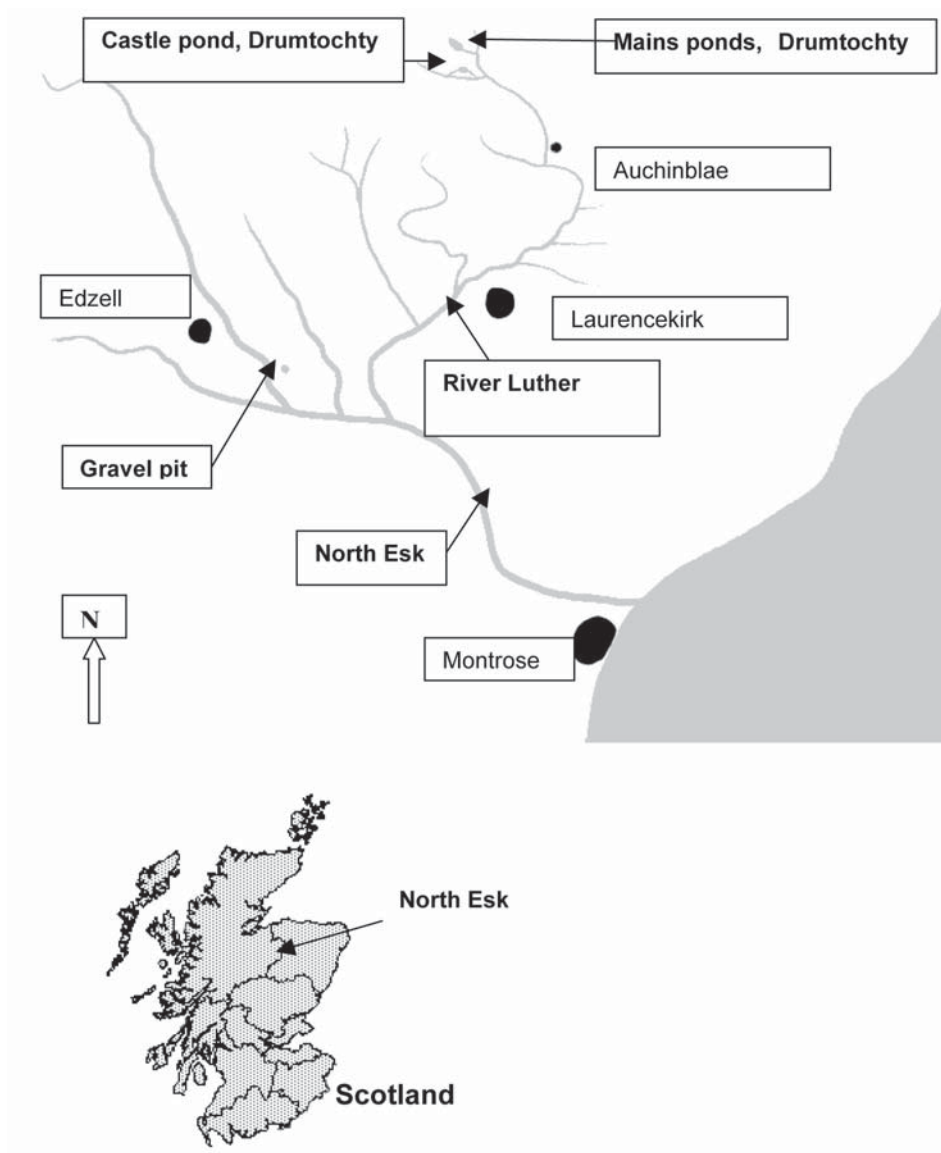 Castle pond, Drumtochty
Mains ponds, Drumtochty
Auchinblae
Edzell
Laurencekirk
River Luther
Gravel pit
North Esk
N
Montrose
North Esk
Scotland